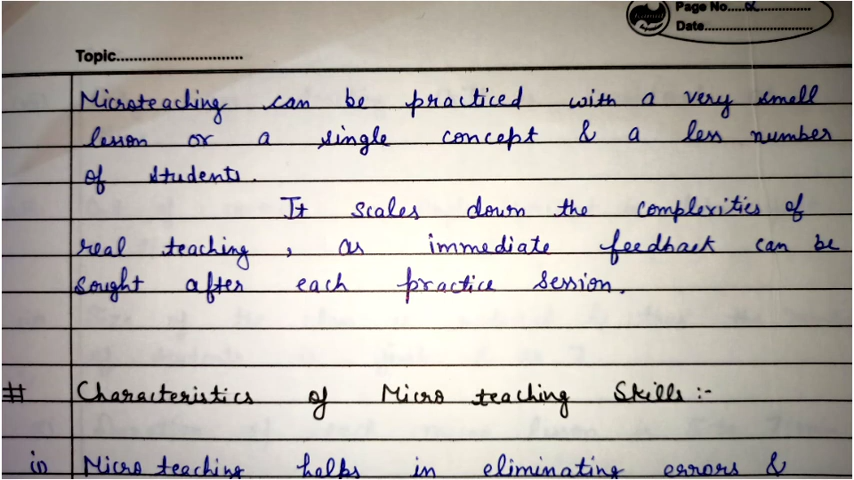 Page No....2...........
Date..............................
Topic...................................
Microteaching can be practiced with a very small
lesson or a single concept & a less number
of students.
It scales down the complexities of
real teaching, as immediate feedback can be
sought after each practice session.
# Characteristics of Micro teaching Skills :-
i) Micro teaching helps in eliminating errors &